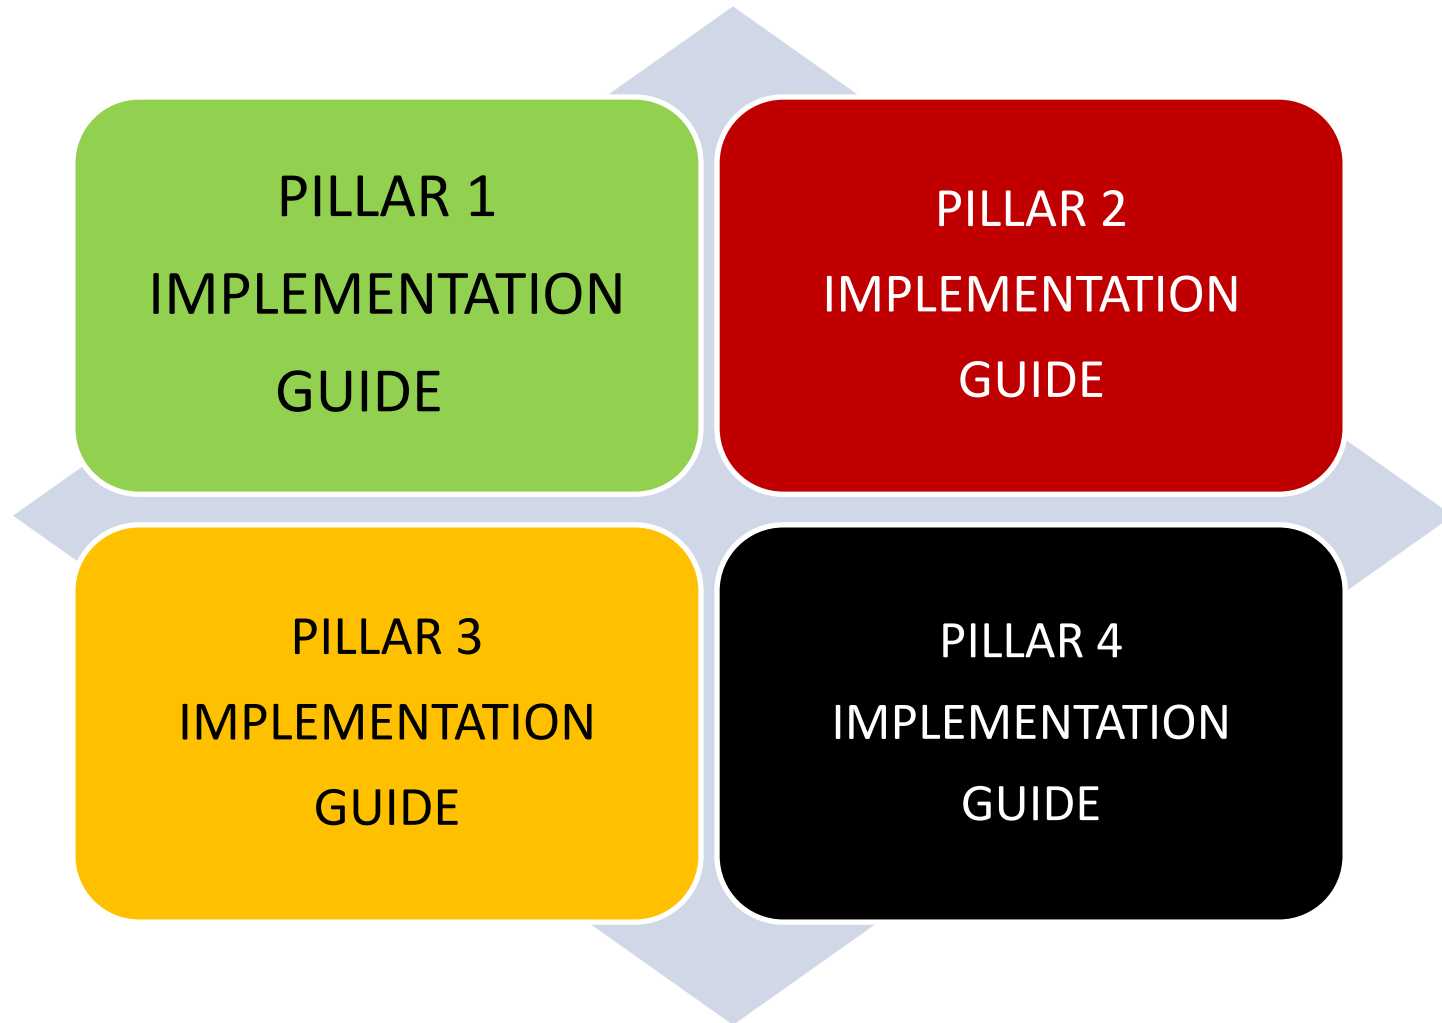 PILLAR 1
IMPLEMENTATION
GUIDE
PILLAR 2
IMPLEMENTATION
GUIDE
PILLAR 3
IMPLEMENTATION
GUIDE
PILLAR 4
IMPLEMENTATION
GUIDE